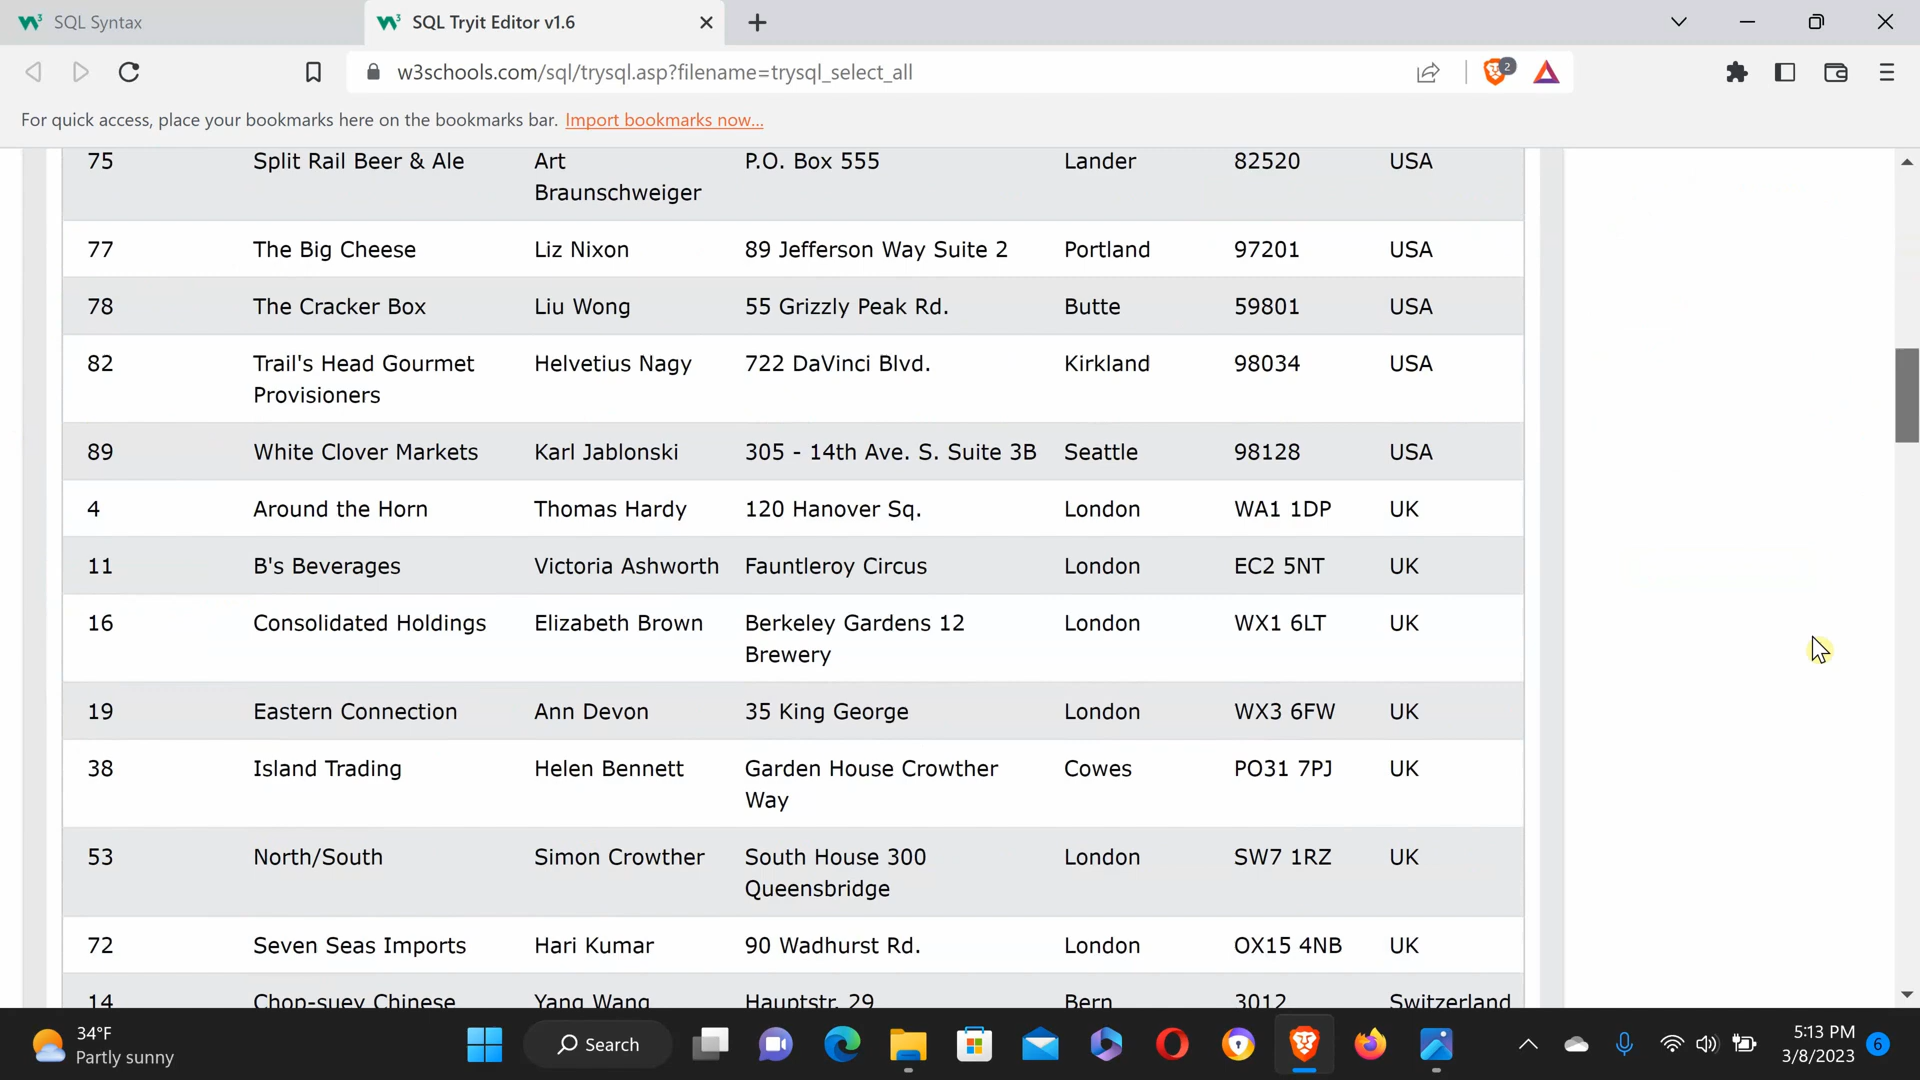 SQL Syntax
SQL Tryit Editor v1.6
w3schools.com/sql/trysql.asp?filename=trysql_select_all
2
For quick access, place your bookmarks here on the bookmarks bar. Import bookmarks now...
75 Split Rail Beer & Ale Art P.O. Box 555 Lander 82520 USA
Braunschweiger
77 The Big Cheese Liz Nixon 89 Jefferson Way Suite 2 Portland 97201 USA
78 The Cracker Box Liu Wong 55 Grizzly Peak Rd. Butte 59801 USA
82 Trail's Head Gourmet Helvetius Nagy 722 DaVinci Blvd. Kirkland 98034 USA
Provisioners
89 White Clover Markets Karl Jablonski 305 - 14th Ave. S. Suite 3B Seattle 98128 USA
4 Around the Horn Thomas Hardy 120 Hanover Sq. London WA1 1DP UK
11 B's Beverages Victoria Ashworth Fauntleroy Circus London EC2 5NT UK
16 Consolidated Holdings Elizabeth Brown Berkeley Gardens 12 London WX1 6LT UK
Brewery
19 Eastern Connection Ann Devon 35 King George London WX3 6FW UK
38 Island Trading Helen Bennett Garden House Crowther Cowes PO31 7PJ UK
Way
53 North/South Simon Crowther South House 300 London SW7 1RZ UK
Queensbridge
72 Seven Seas Imports Hari Kumar 90 Wadhurst Rd. London OX15 4NB UK
14 Chop-suey Chinese Yang Wang Hauptstr. 29 Bern 3012 Switzerland
34°F
Partly sunny
Search
5:13 PM
3/8/2023
6